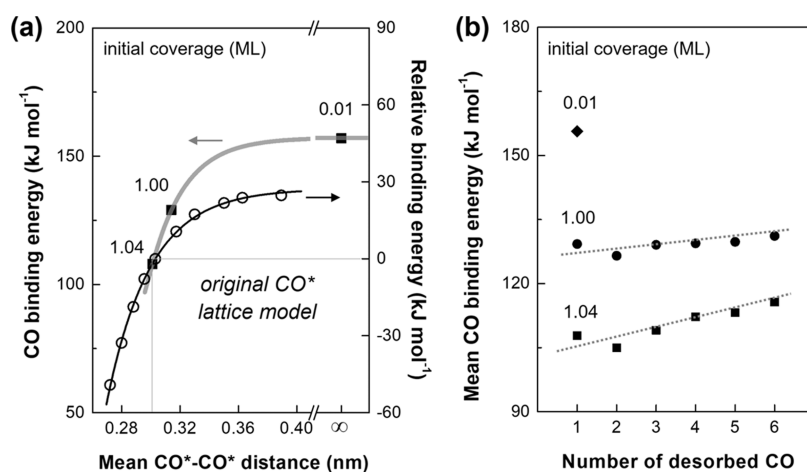 (a)
initial coverage (ML)
0.01
1.00
1.04
original CO*
lattice model
200
150
100
50
CO binding energy (kJ mol⁻¹)
90
60
30
0
-30
-60
Relative binding energy (kJ mol⁻¹)
0.28 0.32 0.36 0.40 ∞
Mean CO*-CO* distance (nm)
(b)
initial coverage (ML)
0.01
1.00
1.04
180
155
130
115
90
Mean CO binding energy (kJ mol⁻¹)
1 2 3 4 5 6
Number of desorbed CO